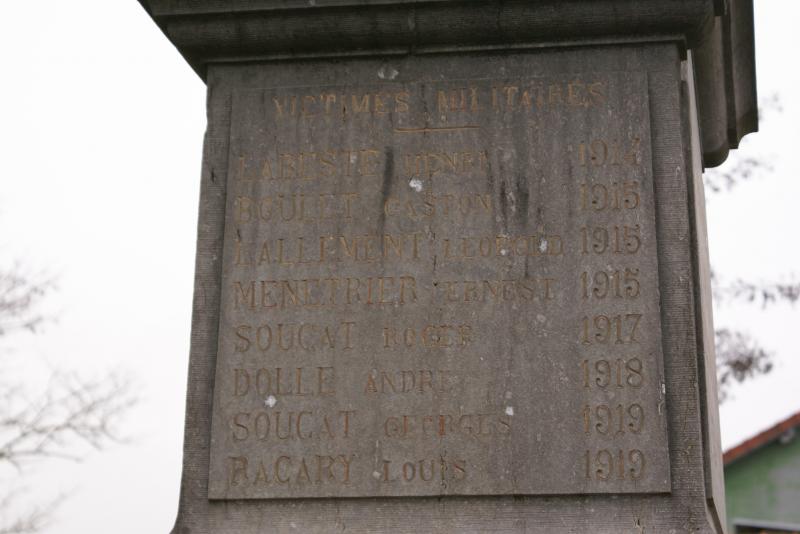 VICTIMES MILITAIRES
LABESTE HENRI 1914
BOULET GASTON 1915
LALLEMENT LEOPOLD 1915
MENETRIER ERNEST 1915
SOUCAT ROGER 1917
DOLLE ANDRE 1918
SOUCAT GEORGES 1919
RACARY LOUIS 1919